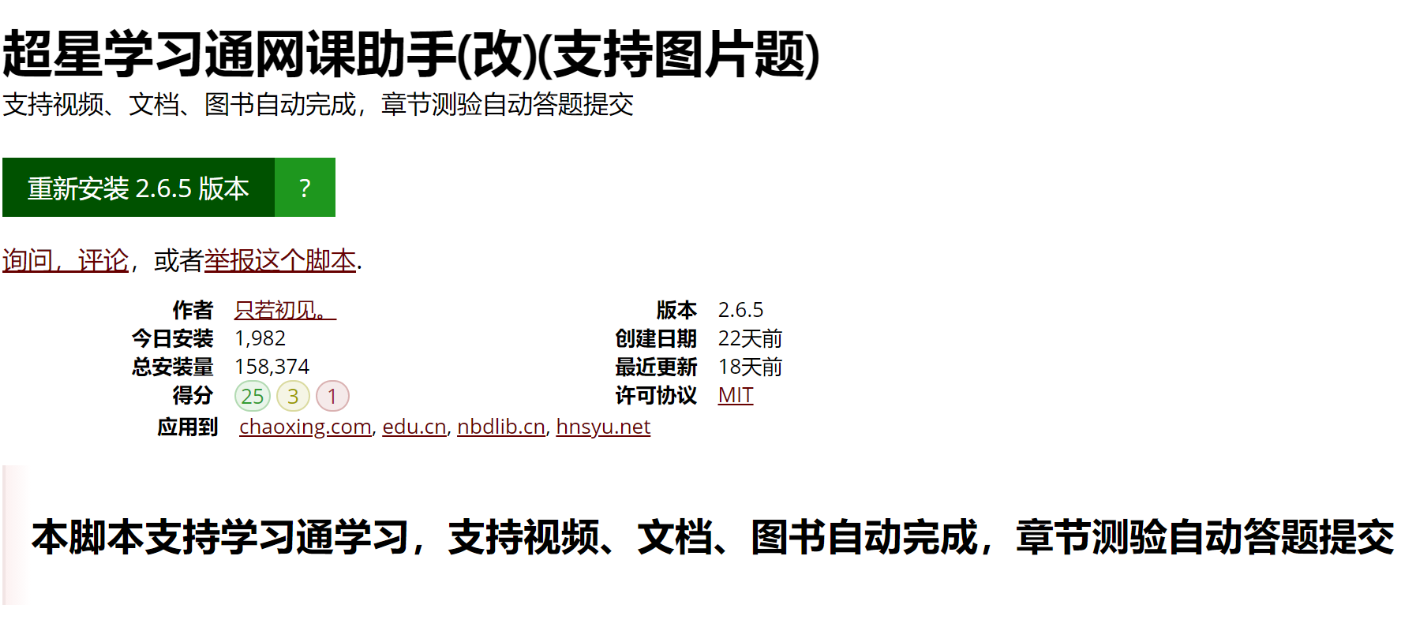 超星学习通网课助手(改)(支持图片题)
支持视频、文档、图书自动完成，章节测验自动答题提交
重新安装 2.6.5 版本 ?
询问，评论，或者举报这个脚本.
作者 只若初见。 版本 2.6.5
今日安装 1,982 创建日期 22天前
总安装量 158,374 最近更新 18天前
得分 25 3 1 许可协议 MIT
应用到 chaoxing.com, edu.cn, nbdlib.cn, hnsyu.net
本脚本支持学习通学习，支持视频、文档、图书自动完成，章节测验自动答题提交